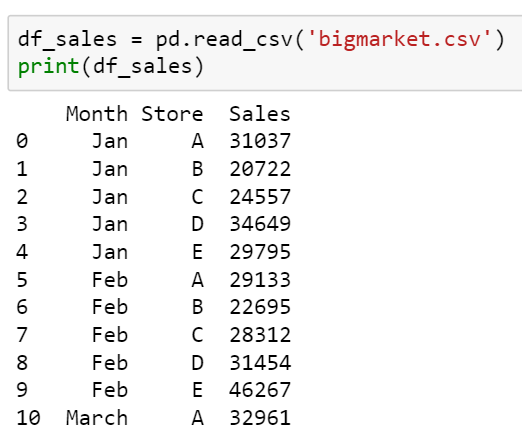 df_sales = pd.read_csv('bigmarket.csv')
print(df_sales)
Month Store Sales
0 Jan A 31037
1 Jan B 20722
2 Jan C 24557
3 Jan D 34649
4 Jan E 29795
5 Feb A 29133
6 Feb B 22695
7 Feb C 28312
8 Feb D 31454
9 Feb E 46267
10 March A 32961